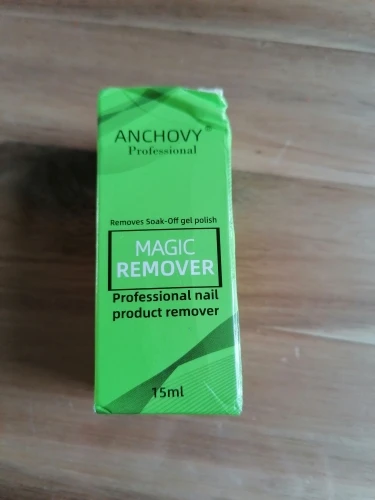 ANCHOVY®
Professional
Removes Soak-Off gel polish
MAGIC
REMOVER
Professional nail
product remover
15ml